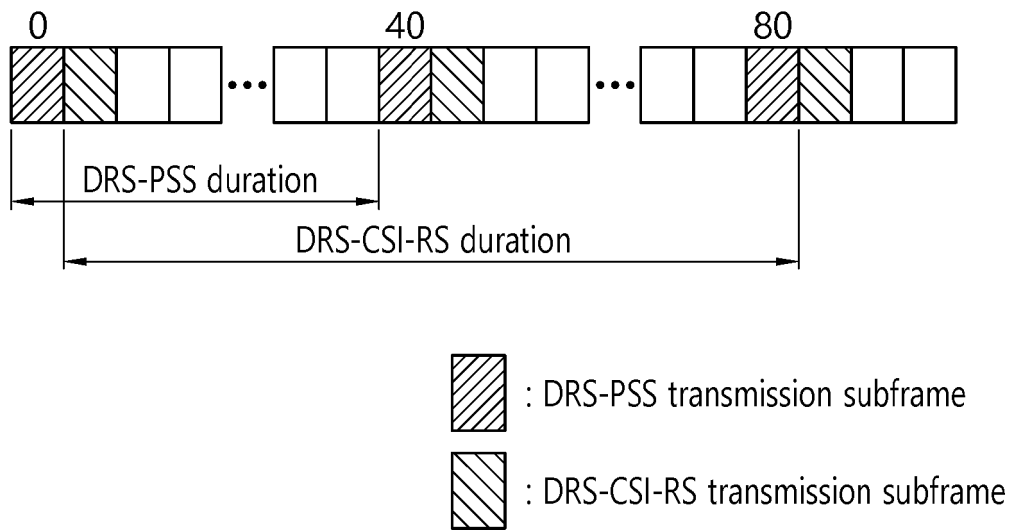 0 40 80
DRS-PSS duration
DRS-CSI-RS duration
: DRS-PSS transmission subframe
: DRS-CSI-RS transmission subframe